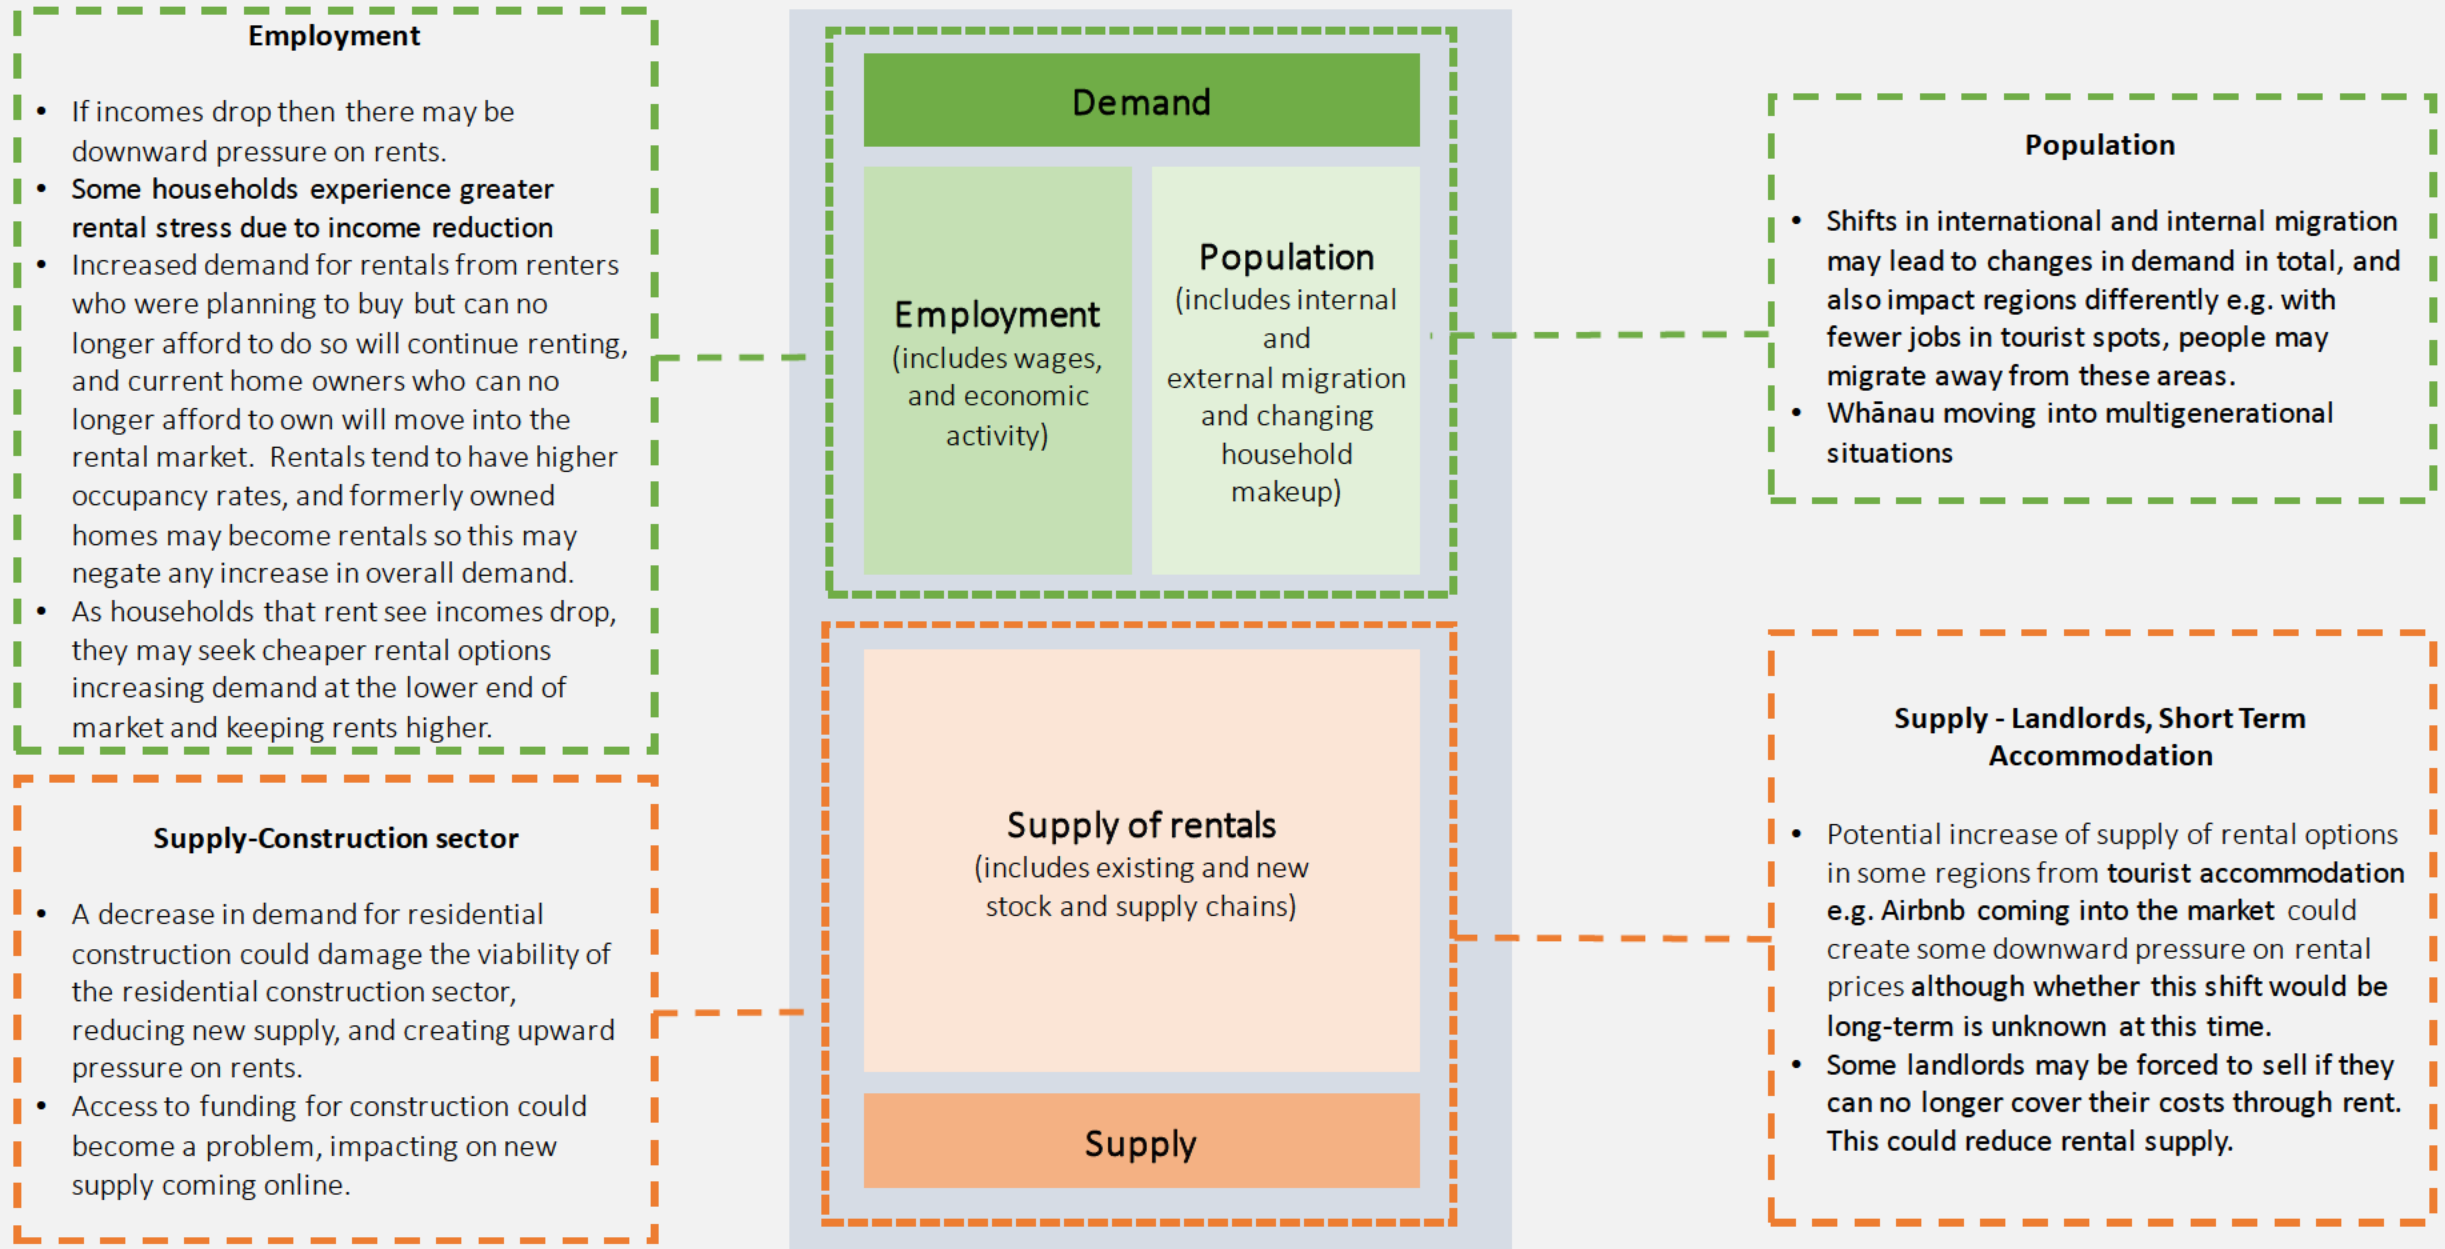 Employment
• If incomes drop then there may be
downward pressure on rents.
• Some households experience greater
rental stress due to income reduction
• Increased demand for rentals from renters
who were planning to buy but can no
longer afford to do so will continue renting,
and current home owners who can no
longer afford to own will move into the
rental market. Rentals tend to have higher
occupancy rates, and formerly owned
homes may become rentals so this may
negate any increase in overall demand.
• As households that rent see incomes drop,
they may seek cheaper rental options
increasing demand at the lower end of
market and keeping rents higher.
Supply-Construction sector
• A decrease in demand for residential
construction could damage the viability of
the residential construction sector,
reducing new supply, and creating upward
pressure on rents.
• Access to funding for construction could
become a problem, impacting on new
supply coming online.
Demand
Employment
(includes wages,
and economic
activity)
Population
(includes internal
and
external migration
and changing
household
makeup)
Supply of rentals
(includes existing and new
stock and supply chains)
Supply
Population
• Shifts in international and internal migration
may lead to changes in demand in total, and
also impact regions differently e.g. with
fewer jobs in tourist spots, people may
migrate away from these areas.
• Whānau moving into multigenerational
situations
Supply - Landlords, Short Term
Accommodation
• Potential increase of supply of rental options
in some regions from tourist accommodation
e.g. Airbnb coming into the market could
create some downward pressure on rental
prices although whether this shift would be
long-term is unknown at this time.
• Some landlords may be forced to sell if they
can no longer cover their costs through rent.
This could reduce rental supply.